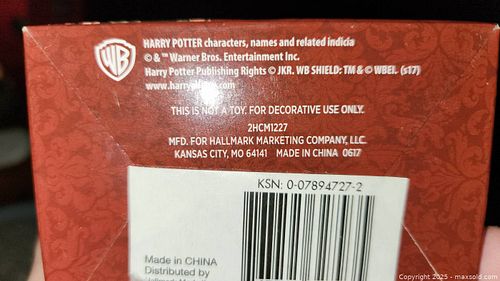 HARRY POTTER characters, names and related indicia
© & ™ Warner Bros. Entertainment Inc.
WB
Harry Potter Publishing Rights © JKR. WB SHIELD: TM & © WBEI. (s17)
THIS IS NOT A TOY. FOR DECORATIVE USE ONLY.
2HCM1227
MFD. FOR HALLMARK MARKETING COMPANY, LLC.
KANSAS CITY, MO 64141 MADE IN CHINA 0617
KSN: 0-07894727-2
Made in CHINA
Distributed by
Copyright 2025 - maxsold.com